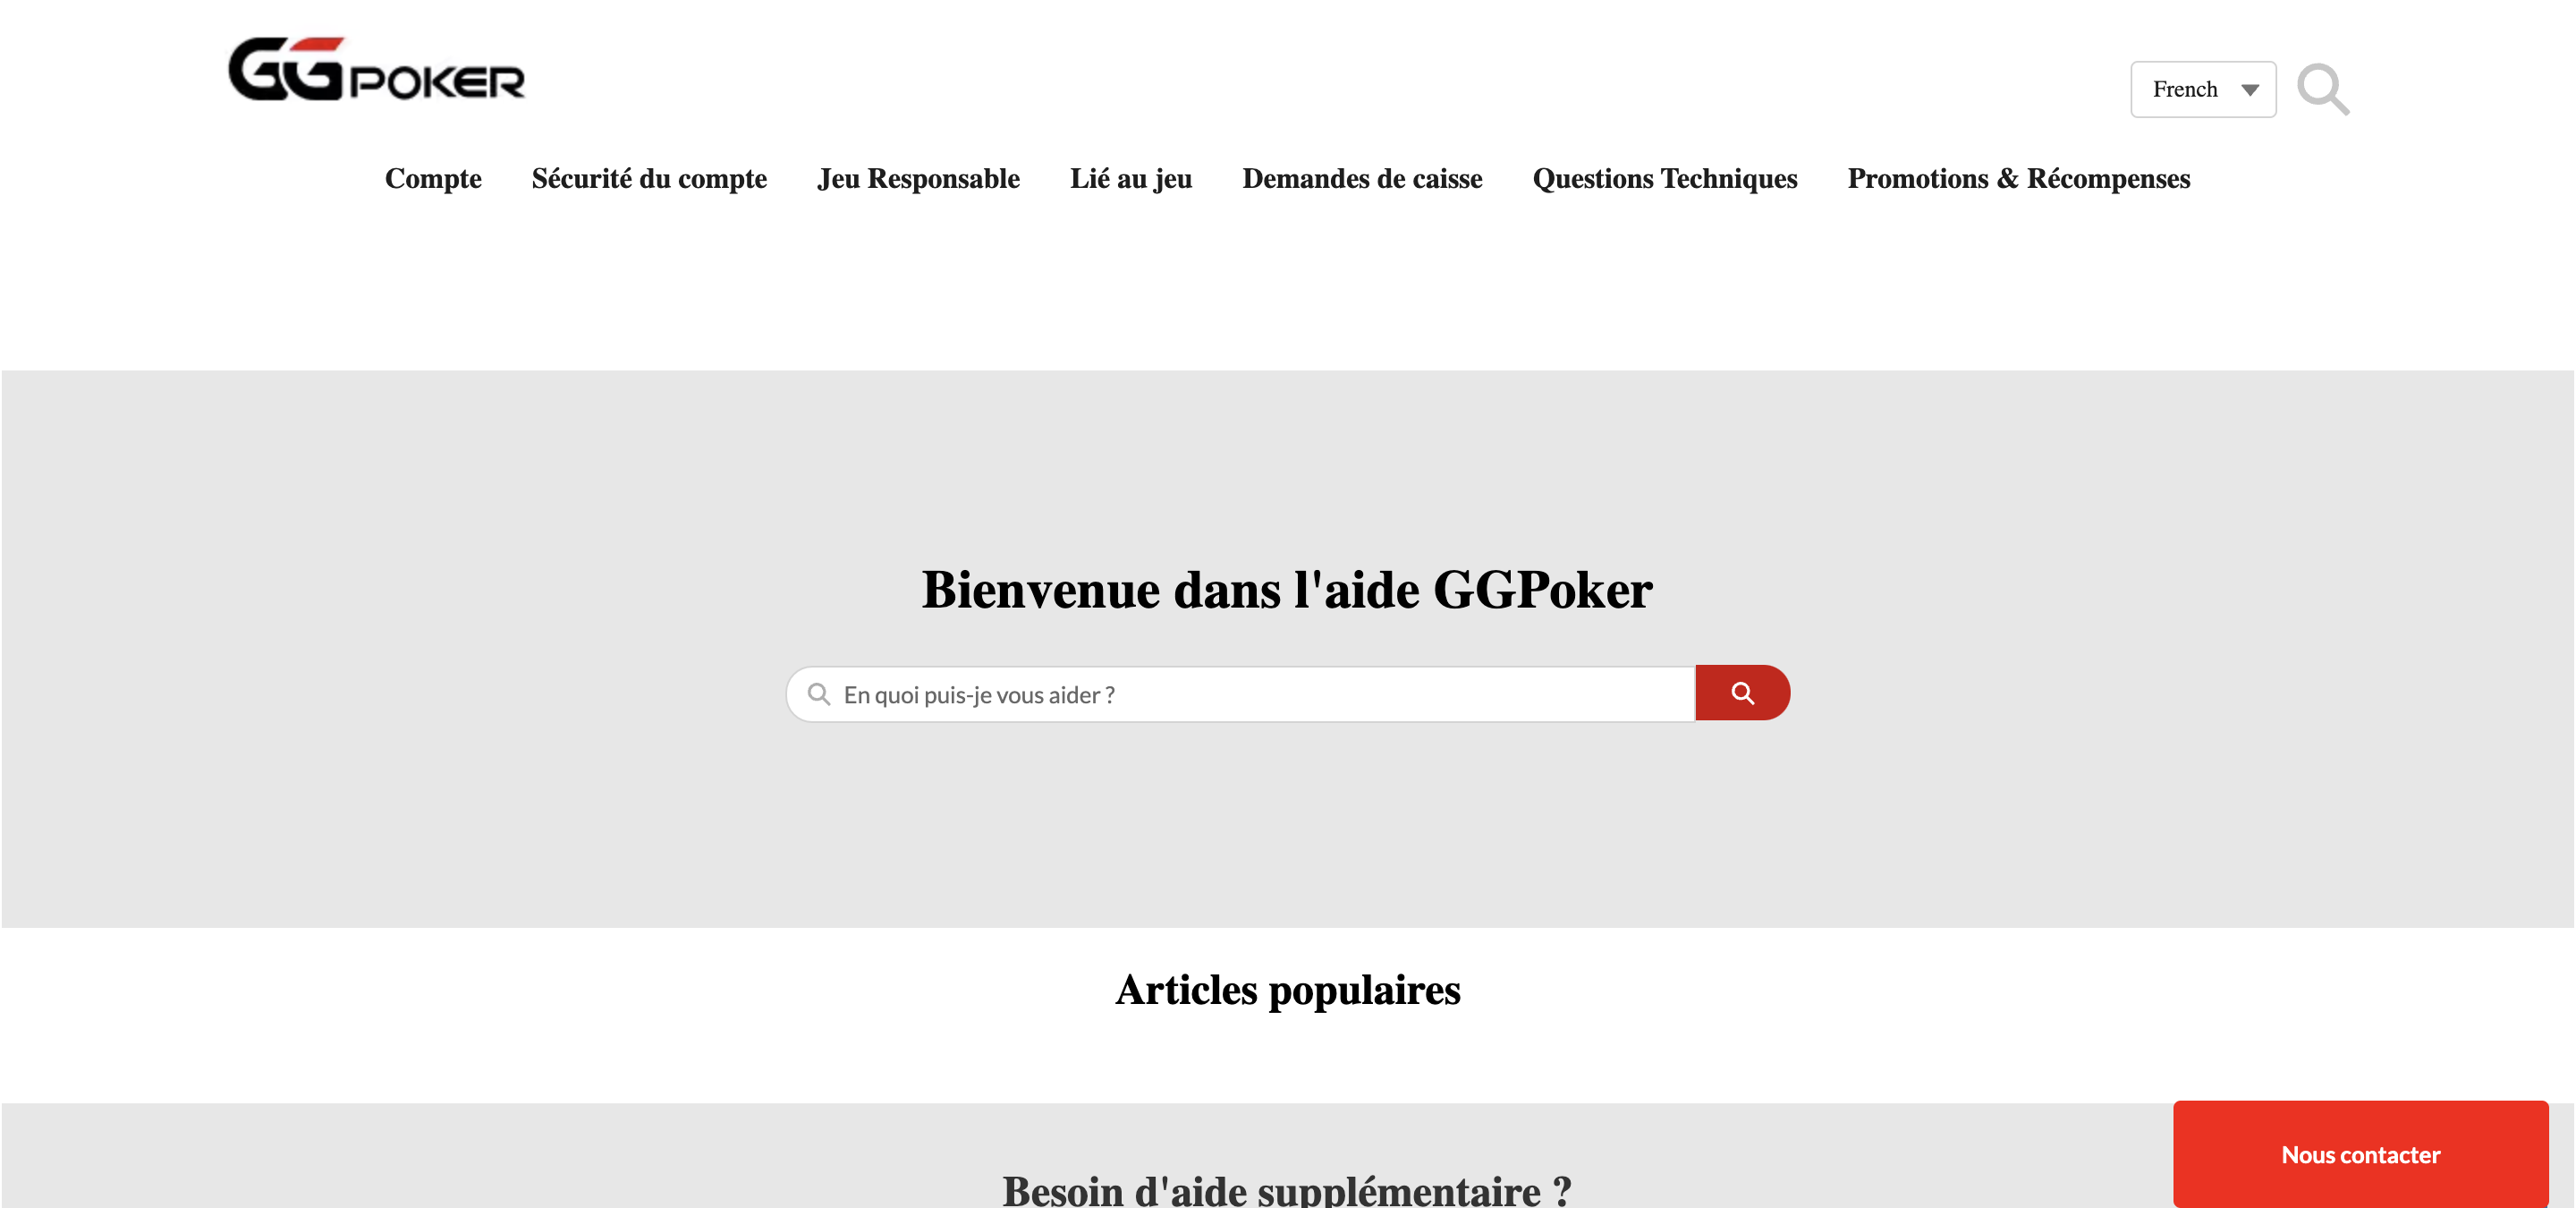 GGPOKER
French
Compte Sécurité du compte Jeu Responsable Lié au jeu Demandes de caisse Questions Techniques Promotions & Récompenses
Bienvenue dans l'aide GGPoker
En quoi puis-je vous aider ?
Articles populaires
Nous contacter
Besoin d'aide supplémentaire ?